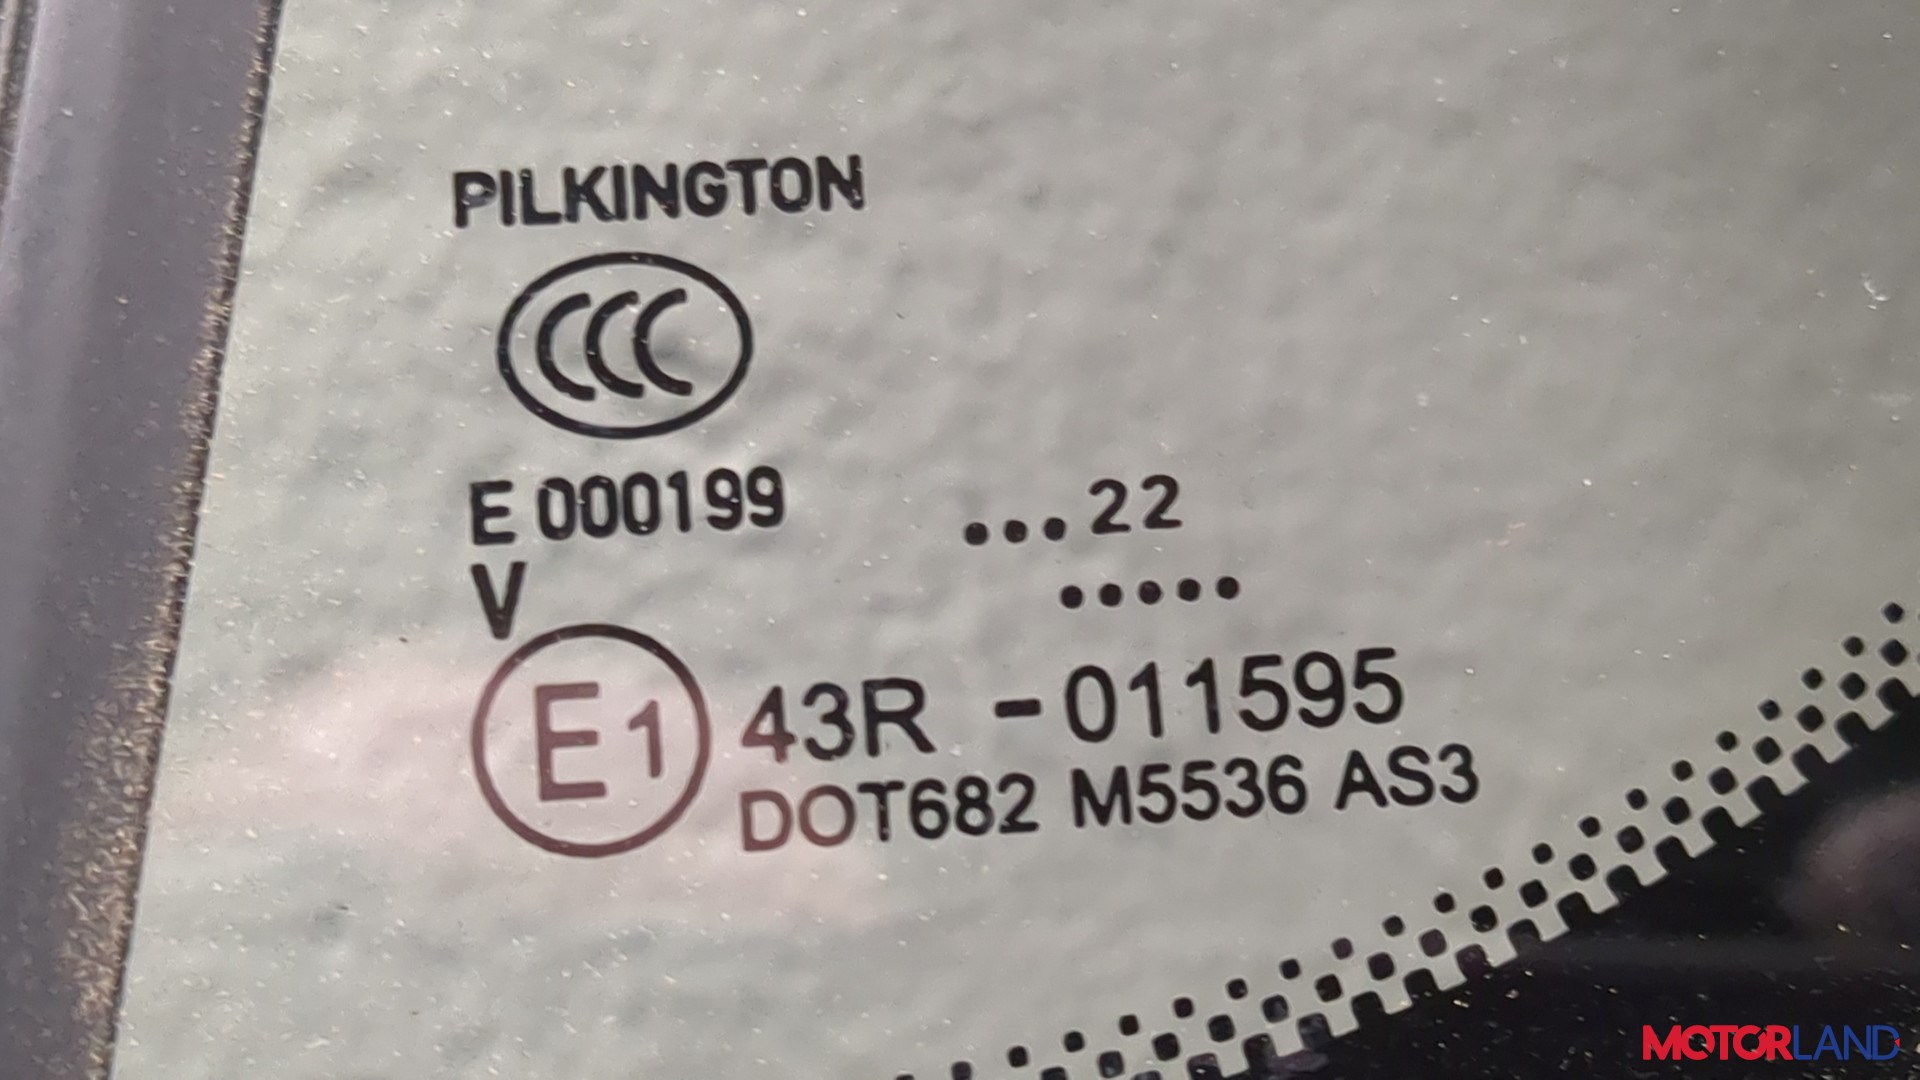 PILKINGTON
CCC
E 000199
...22
.....
V
E1 43R -011595
DOT682 M5536 AS3
MOTORLAND